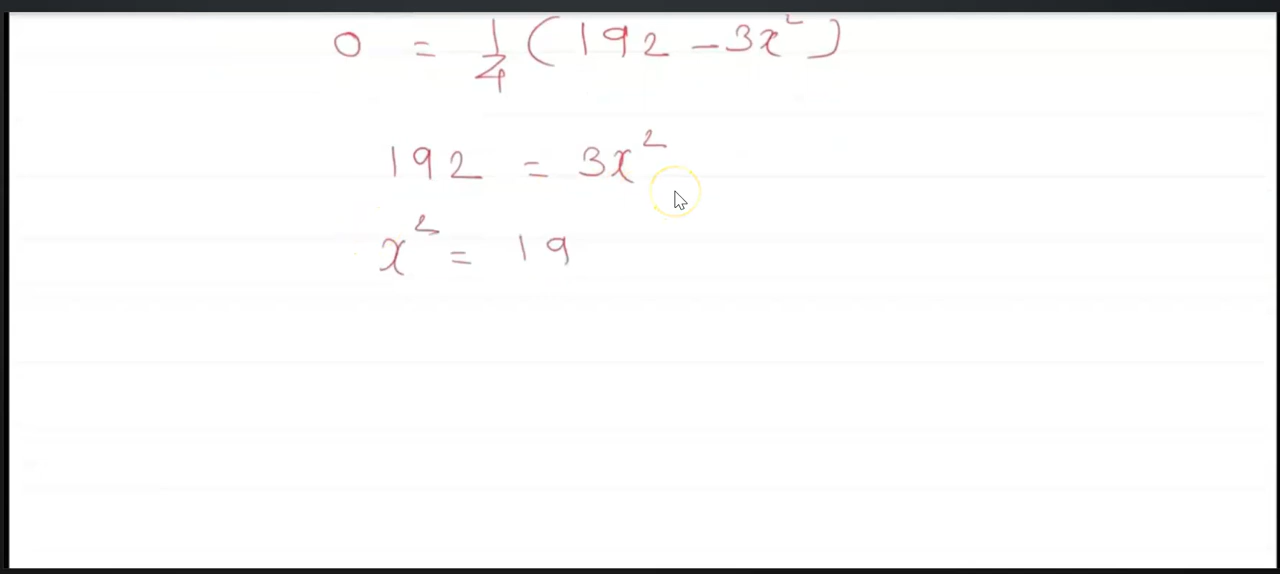 0 = 1/4 (192 - 3x²)
192 = 3x²
x² = 19